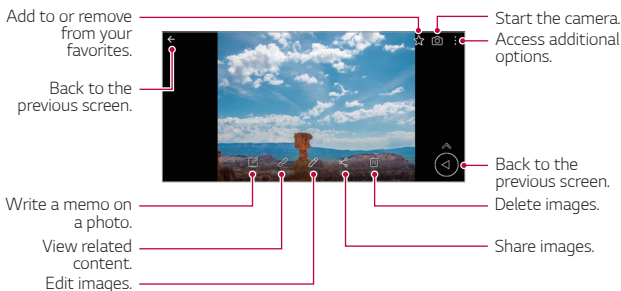 Add to or remove
from your
favorites.
Back to the
previous screen.
Start the camera.
Access additional
options.
Back to the
previous screen.
Write a memo on
a photo.
View related
content.
Edit images.
Delete images.
Share images.